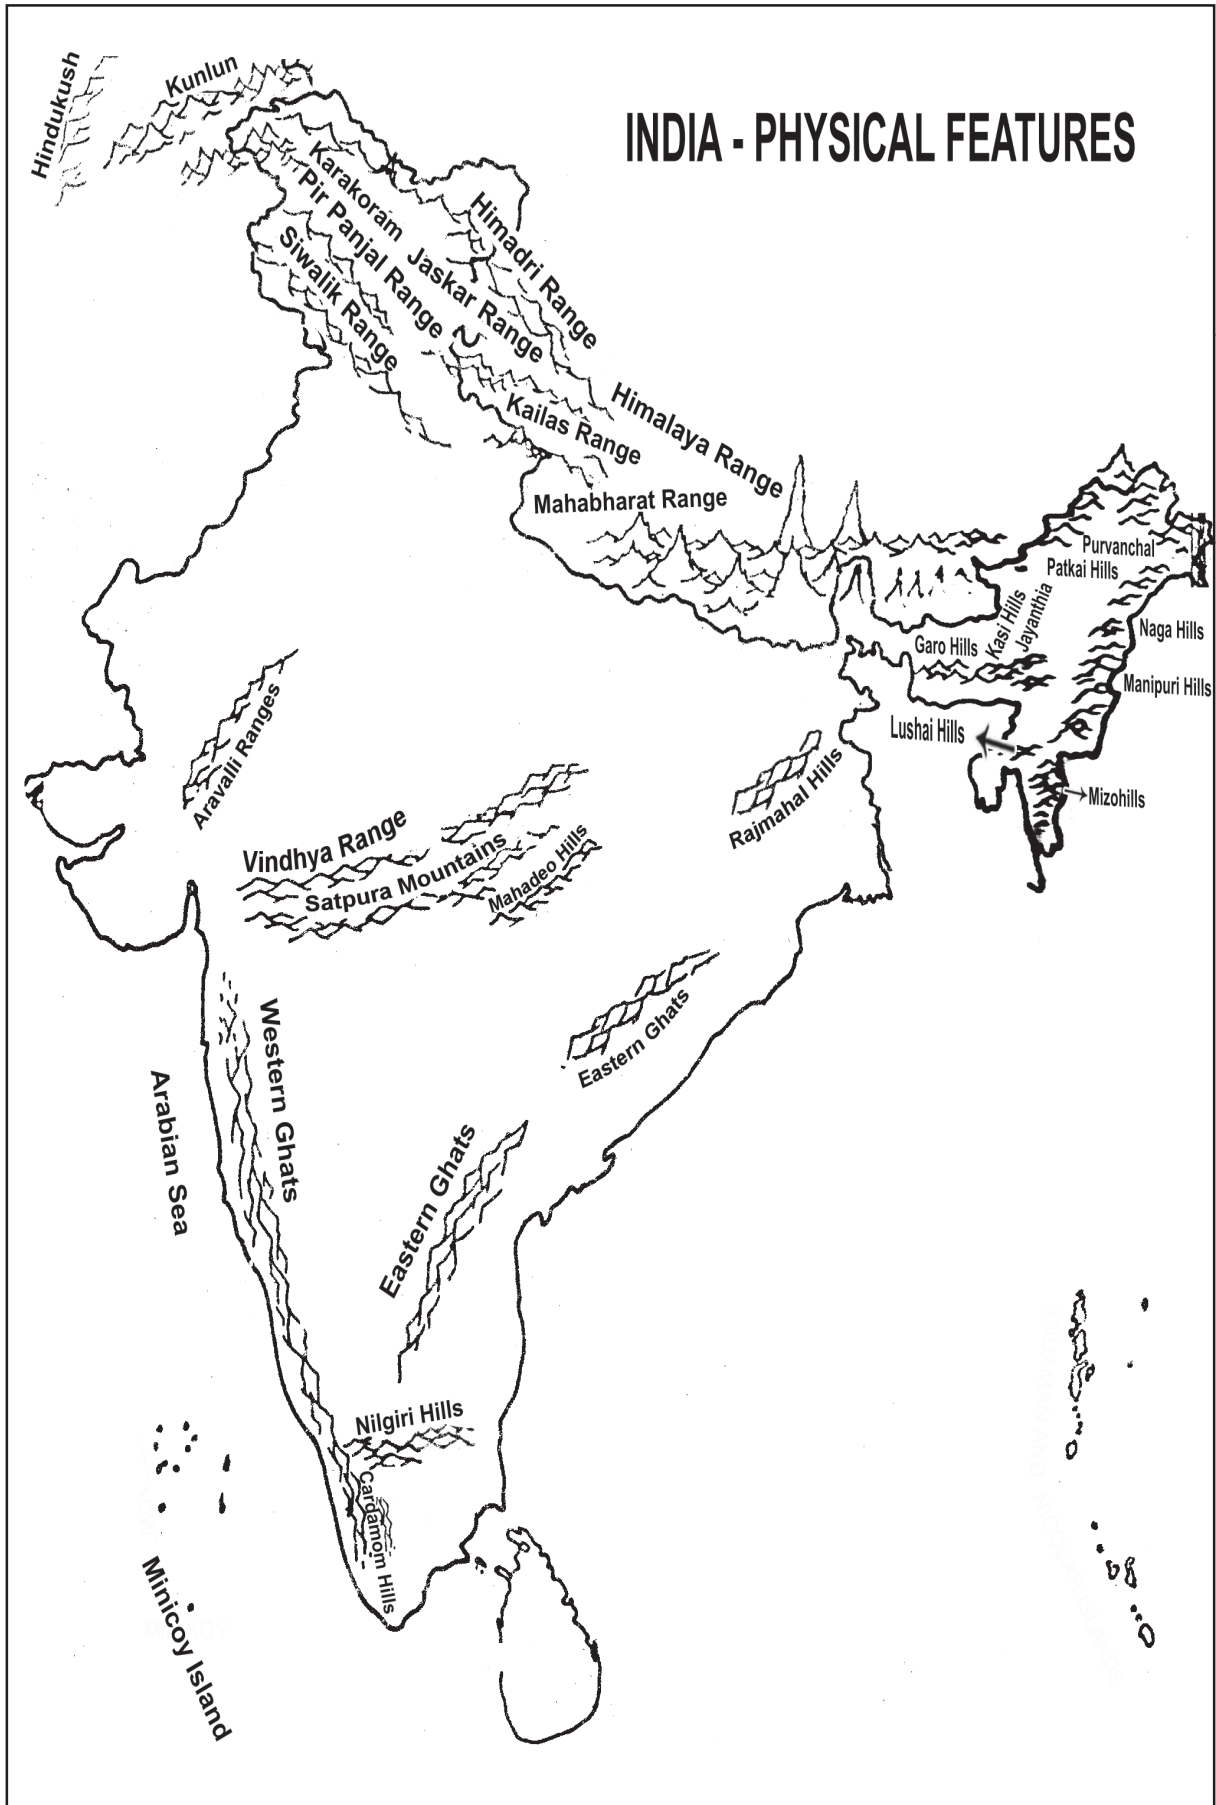 Hindukush
Kunlun
INDIA - PHYSICAL FEATURES
Karakoram
Pir Panjal Range
Siwalik Range
Jaskar Range
Himadri Range
Himalaya Range
Kailas Range
Mahabharat Range
Purvanchal
Patkai Hills
Kasi Hills
Jayanthia
Garo Hills
Naga Hills
Manipuri Hills
Lushai Hills
Mizohills
Aravalli Ranges
Rajmahal Hills
Vindhya Range
Satpura Mountains
Mahadeo Hills
Eastern Ghats
Western Ghats
Arabian Sea
Eastern Ghats
Nilgiri Hills
Cardamom Hills
Minicoy Island